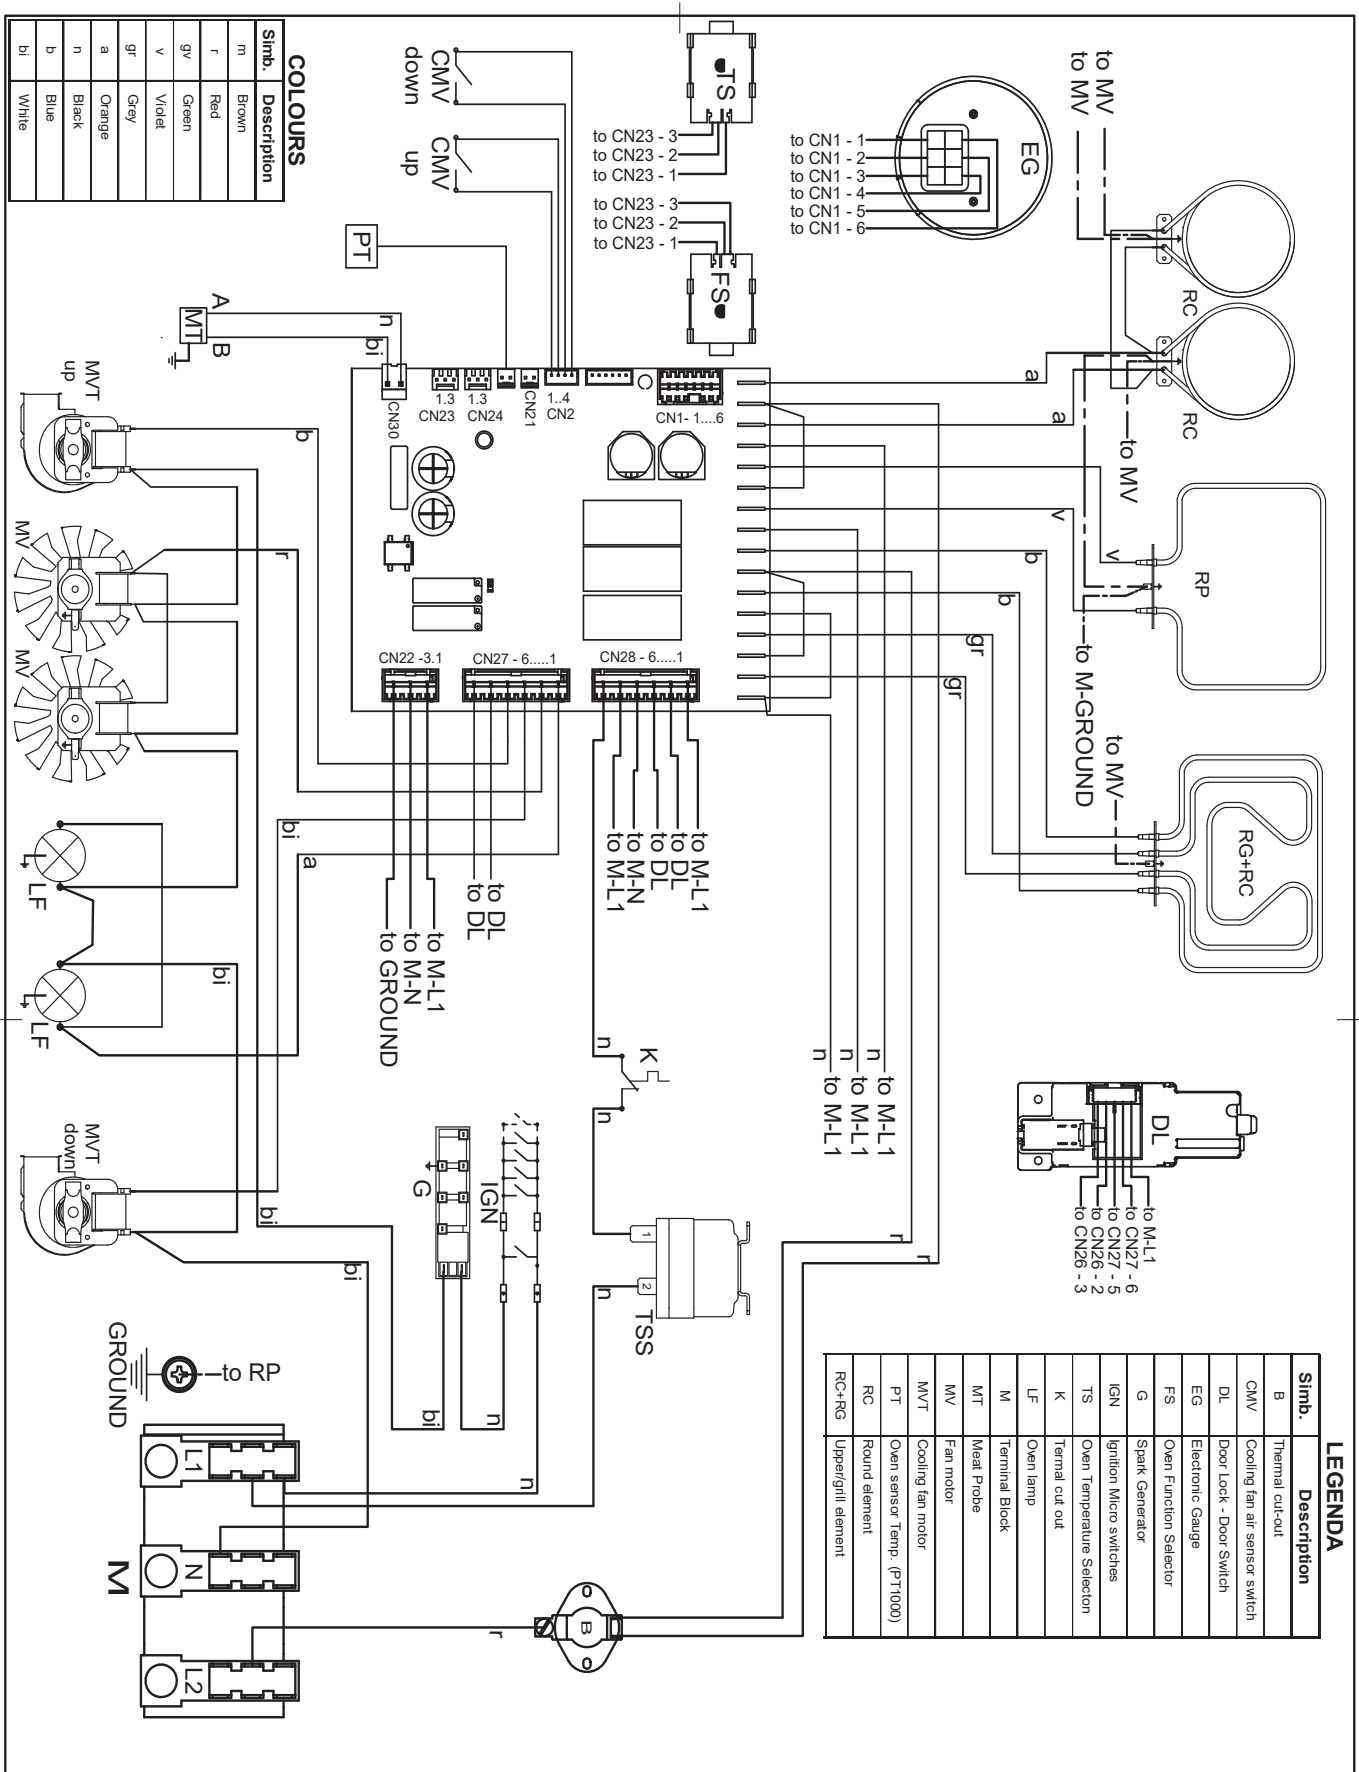 COLOURS
Simb. Description
m Brown
r Red
gv Green
v Violet
gr Grey
a Orange
n Black
b Blue
bi White
CMV
down
CMV
up
TS
to CN23 - 3
to CN23 - 2
to CN23 - 1
to CN23 - 3
to CN23 - 2
to CN23 - 1
FS
EG
to CN1 - 1
to CN1 - 2
to CN1 - 3
to CN1 - 4
to CN1 - 5
to CN1 - 6
to MV
to MV
RC
RC
to MV
a
a
PT
A
B
MT
n
bi
CN30
1.3
CN23
1.3
CN24
CN21
1..4
CN2
C
CN1- 1....6
MVT
up
b
r
MV
MV
v
v
RP
b
b
gr
gr
to M-GROUND
to MV
RG+RC
CN22 -3.1
CN27 - 6.....1
CN28 - 6.....1
bi
a
to M-L1
to M-N
to GROUND
to DL
to DL
to M-L1
to DL
to DL
to M-N
to M-L1
LF
LF
bi
n
K
n
n to M-L1
n to M-L1
n to M-L1
DL
to M-L1
to CN27 - 6
to CN27 - 5
to CN26 - 2
to CN26 - 3
MVT
down
bi
bi
G
IGN
1
2
TSS
n
r
r
bi
n
n
GROUND
to RP
L1
N
L2
M
r
B
LEGENDA
Simb. Description
B Thermal cut-out
CMV Cooling fan air sensor switch
DL Door Lock - Door Switch
EG Electronic Gauge
FS Oven Function Selector
G Spark Generator
IGN Ignition Micro switches
TS Oven Temperature Selecton
K Termal cut out
LF Oven lamp
M Terminal Block
MT Meat Probe
MV Fan motor
MVT Cooling fan motor
PT Oven sensor Temp. (PT1000)
RC Round element
RC+RG Upper/grill element